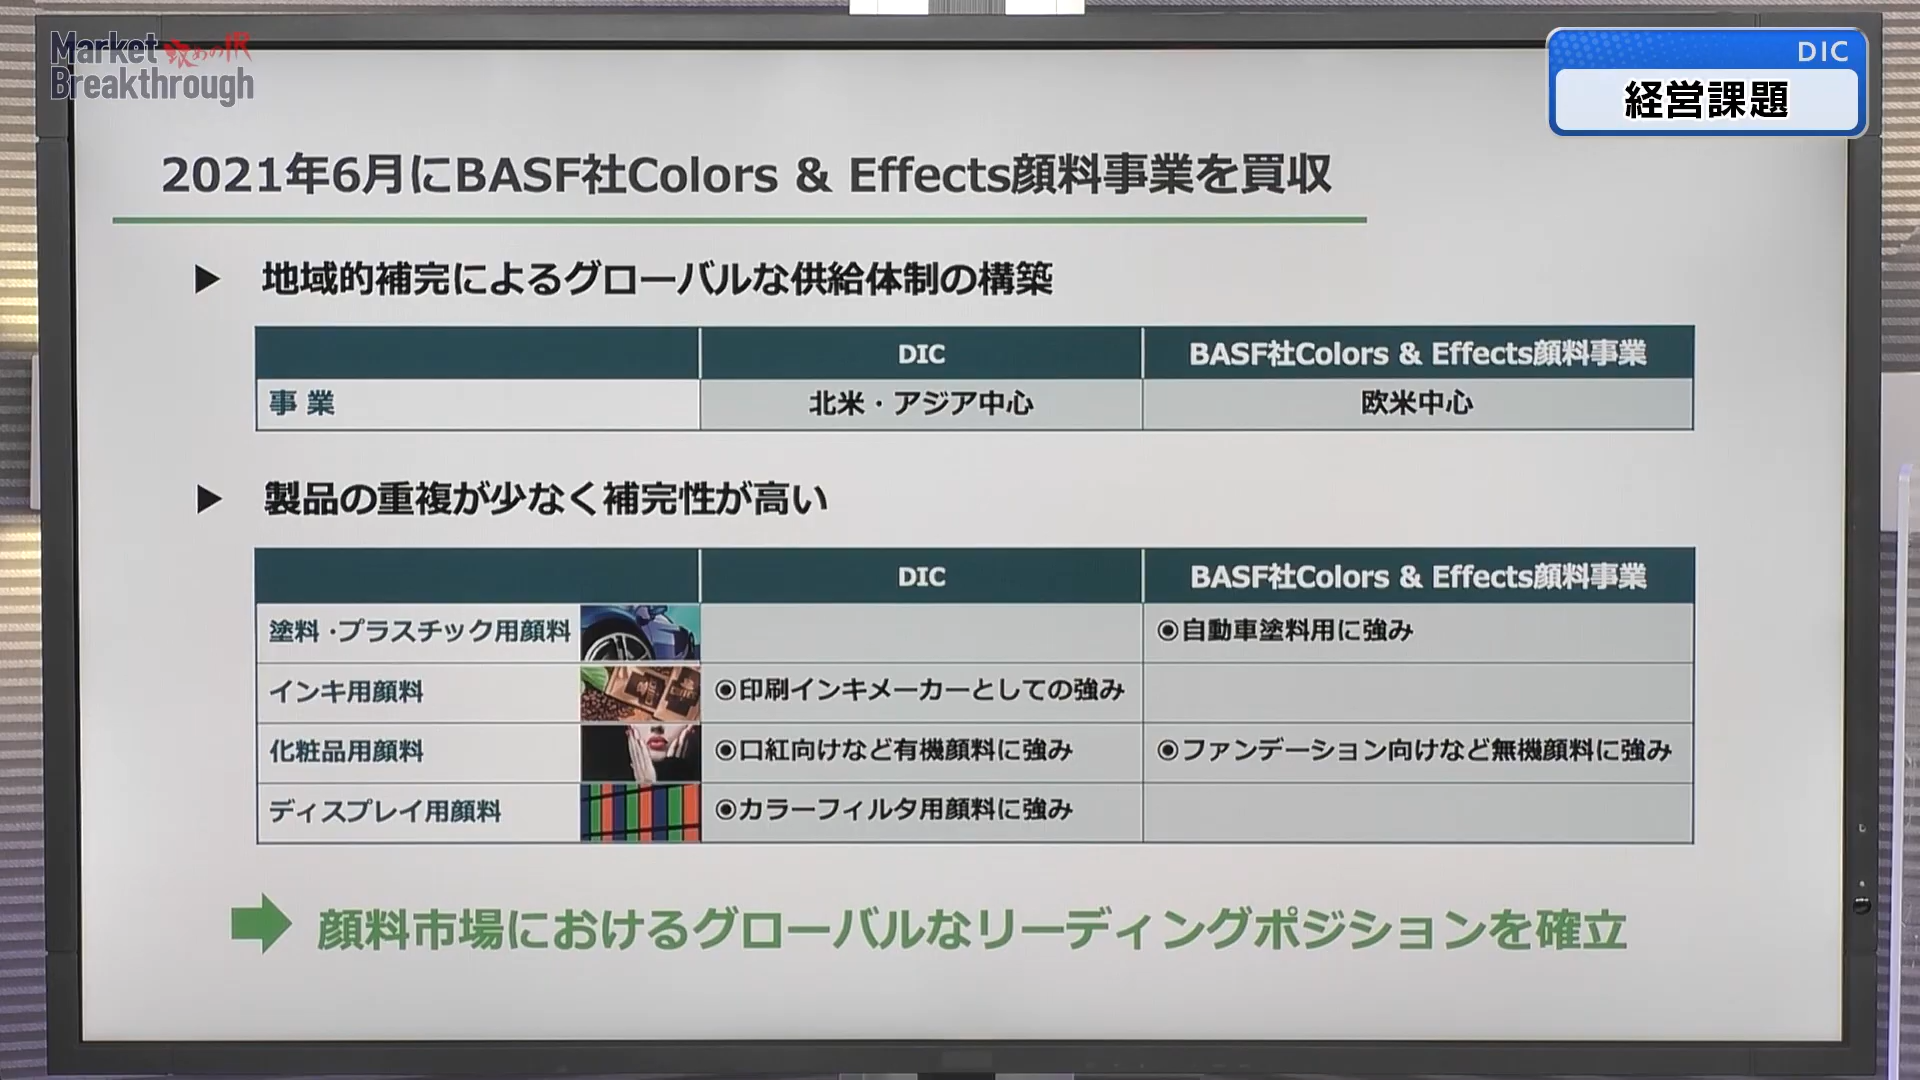 Market 攻めのIR
Breakthrough
DIC
経営課題
2021年6月にBASF社Colors & Effects顔料事業を買収
▶ 地域的補完によるグローバルな供給体制の構築
DIC BASF社Colors & Effects顔料事業
事 業 北米・アジア中心 欧米中心
▶ 製品の重複が少なく補完性が高い
DIC BASF社Colors & Effects顔料事業
塗料・プラスチック用顔料 ◉自動車塗料用に強み
インキ用顔料 ◉印刷インキメーカーとしての強み
化粧品用顔料 ◉口紅向けなど有機顔料に強み ◉ファンデーション向けなど無機顔料に強み
ディスプレイ用顔料 ◉カラーフィルタ用顔料に強み
顔料市場におけるグローバルなリーディングポジションを確立